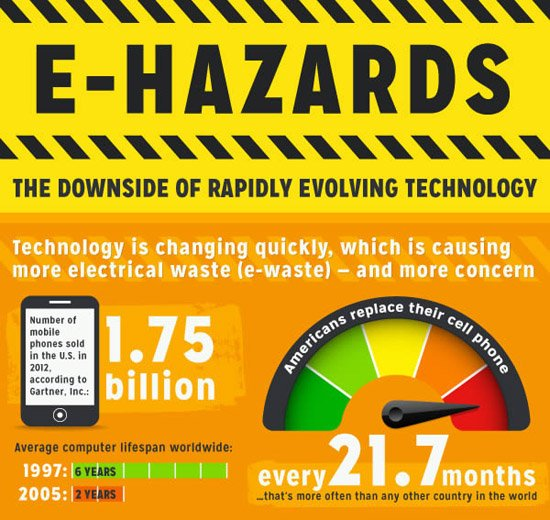 E-HAZARDS
THE DOWNSIDE OF RAPIDLY EVOLVING TECHNOLOGY
Technology is changing quickly, which is causing
more electrical waste (e-waste) – and more concern
Number of
mobile
phones sold
in the U.S. in
2012,
according to
Gartner, Inc.:
1.75
billion
Americans replace their cell phone
every 21.7 months
...that's more often than any other country in the world
Average computer lifespan worldwide:
1997: 6 YEARS
2005: 2 YEARS